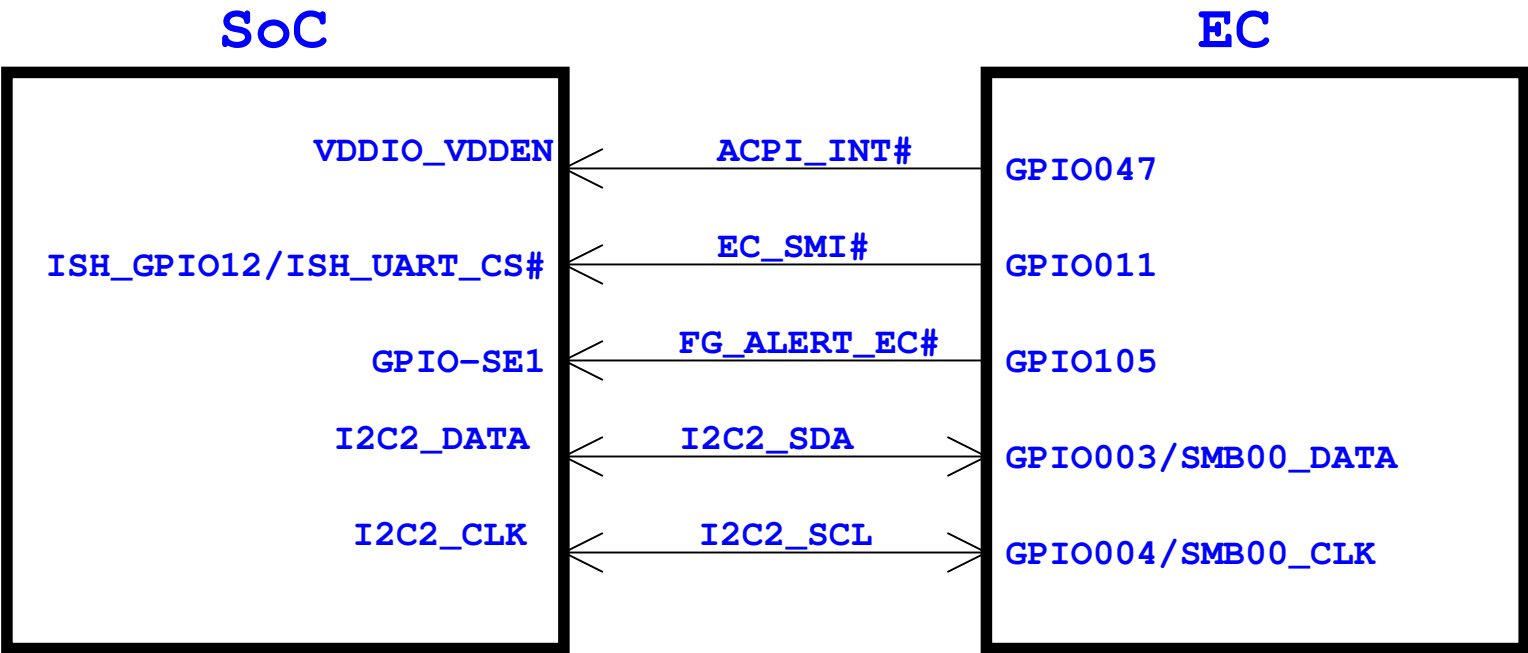 SoC
EC
VDDIO_VDDEN
ACPI_INT#
GPIO047
ISH_GPIO12/ISH_UART_CS#
EC_SMI#
GPIO011
GPIO-SE1
FG_ALERT_EC#
GPIO105
I2C2_DATA
I2C2_SDA
GPIO003/SMB00_DATA
I2C2_CLK
I2C2_SCL
GPIO004/SMB00_CLK